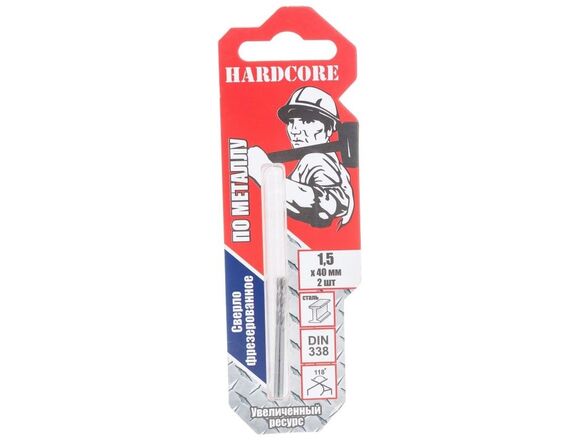 HARDCORE
ПО МЕТАЛЛУ
Сверло
фрезерованное
1,5
х 40 мм
2 шт
сталь
DIN
338
118°
Увеличенный
ресурс